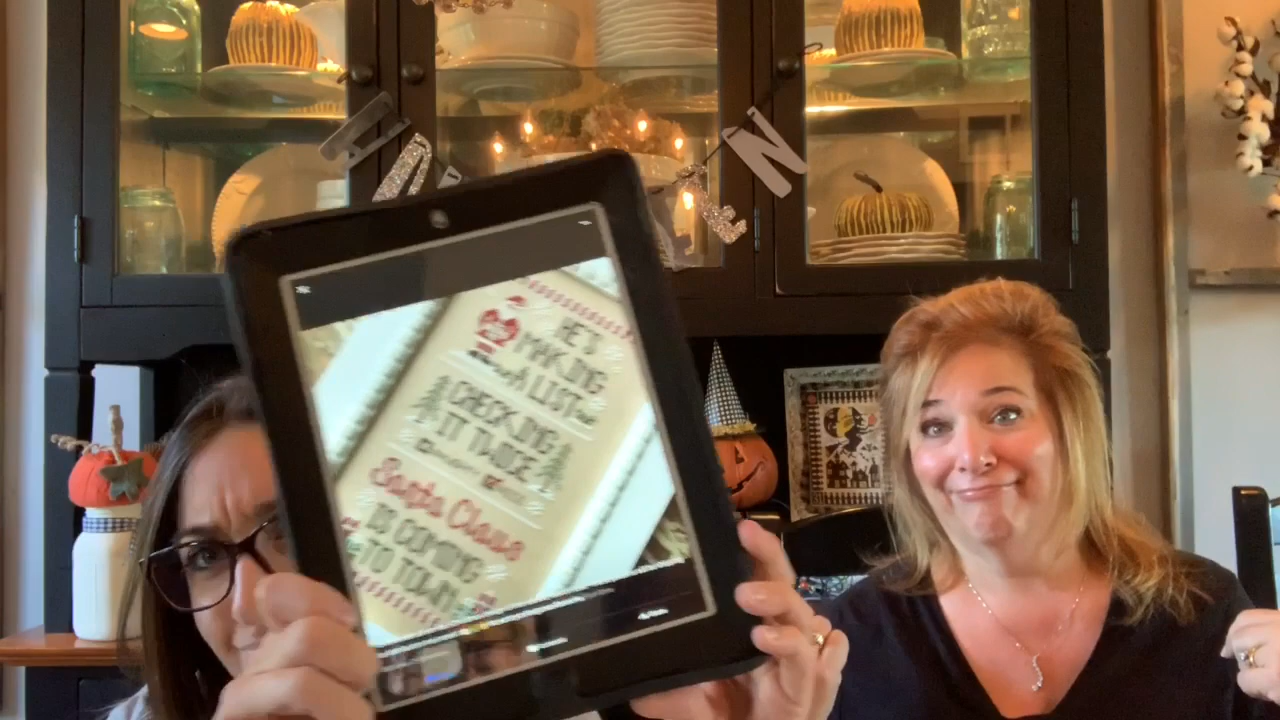 HE'S
MAKING
A LIST
CHECKING
IT TWICE
Santa Claus
IS COMING
TO TOWN